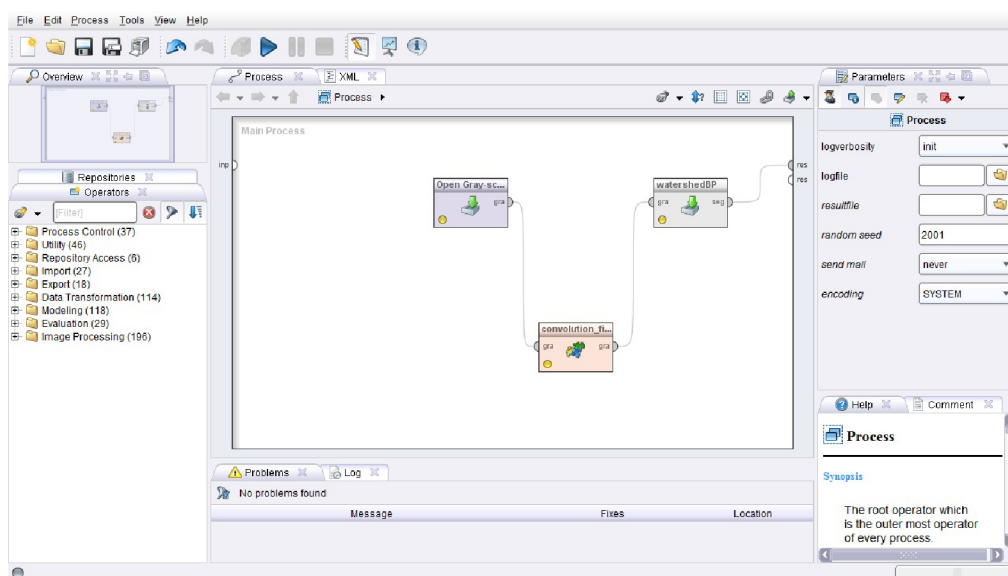 File Edit Process Tools View Help
Overview
Process
XML
Parameters
Process
Process
Main Process
inp
res
res
Open Gray-sc...
gra
watershedBP
gra
seg
convolution_fi...
gra
gra
Repositories
Operators
[Filter]
Process Control (37)
Utility (46)
Repository Access (6)
Import (27)
Export (18)
Data Transformation (114)
Modeling (118)
Evaluation (29)
Image Processing (196)
logverbosity
init
logfile
resultfile
random seed
2001
send mail
never
encoding
SYSTEM
Problems
Log
No problems found
Message Fixes Location
Help
Comment
Process
Synopsis
The root operator which
is the outer most operator
of every process.